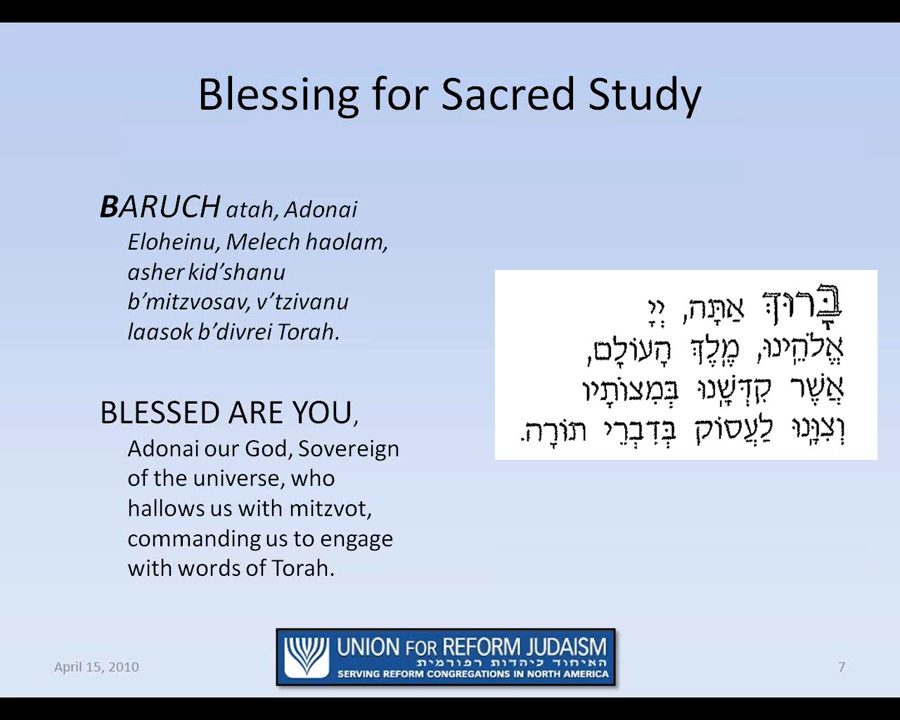 Blessing for Sacred Study
BARUCH atah, Adonai
Eloheinu, Melech haolam,
asher kid’shanu
b’mitzvosav, v’tzivanu
laasok b’divrei Torah.
BLESSED ARE YOU,
Adonai our God, Sovereign
of the universe, who
hallows us with mitzvot,
commanding us to engage
with words of Torah.
בָּרוּךְ אַתָּה, יְיָ
אֱלֹהֵינוּ, מֶלֶךְ הָעוֹלָם,
אֲשֶׁר קִדְּשָׁנוּ בְּמִצְוֹתָיו
וְצִוָּנוּ לַעֲסוֹק בְּדִבְרֵי תוֹרָה.
UNION FOR REFORM JUDAISM
האיחוד ליהדות רפורמית
SERVING REFORM CONGREGATIONS IN NORTH AMERICA
April 15, 2010
7